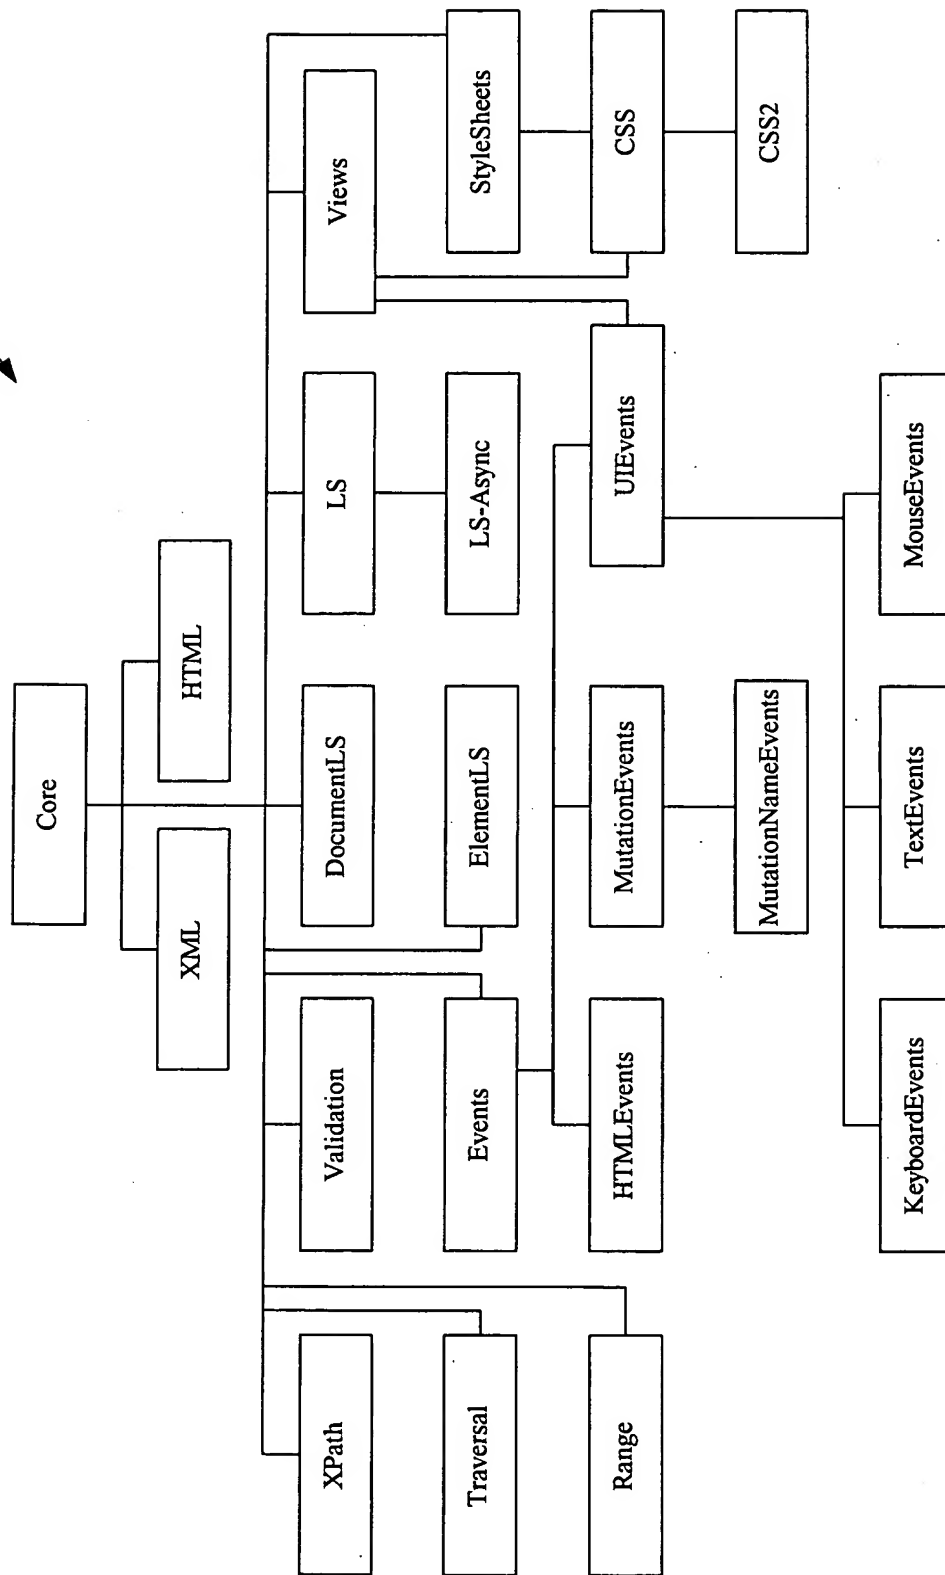 Core
XML
HTML
XPath
Validation
DocumentLS
LS
Views
Traversal
Events
ElementLS
LS-Async
StyleSheets
Range
HTMLEvents
MutationEvents
UIEvents
CSS
MutationNameEvents
CSS2
KeyboardEvents
TextEvents
MouseEvents